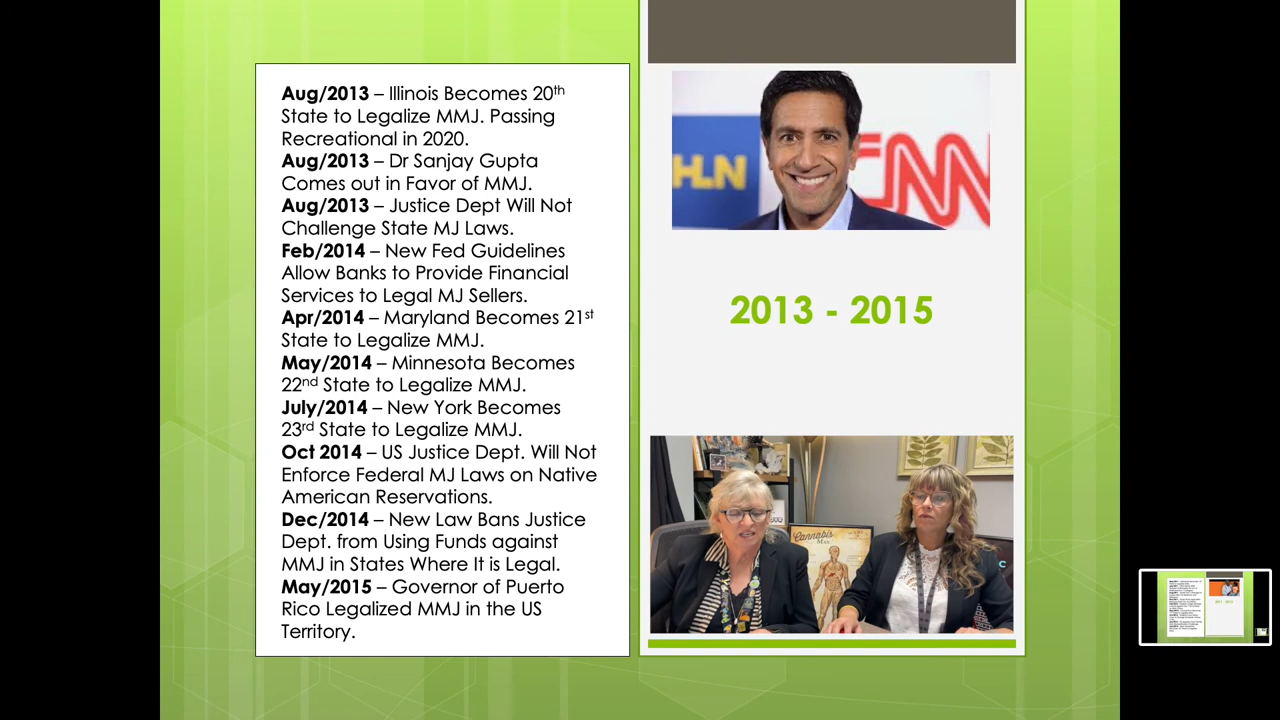 Aug/2013 – Illinois Becomes 20th
State to Legalize MMJ. Passing
Recreational in 2020.
Aug/2013 – Dr Sanjay Gupta
Comes out in Favor of MMJ.
Aug/2013 – Justice Dept Will Not
Challenge State MJ Laws.
Feb/2014 – New Fed Guidelines
Allow Banks to Provide Financial
Services to Legal MJ Sellers.
Apr/2014 – Maryland Becomes 21st
State to Legalize MMJ.
May/2014 – Minnesota Becomes
22nd State to Legalize MMJ.
July/2014 – New York Becomes
23rd State to Legalize MMJ.
Oct 2014 – US Justice Dept. Will Not
Enforce Federal MJ Laws on Native
American Reservations.
Dec/2014 – New Law Bans Justice
Dept. from Using Funds against
MMJ in States Where It is Legal.
May/2015 – Governor of Puerto
Rico Legalized MMJ in the US
Territory.
HLN
CNN
2013 - 2015
Cannabis
Man